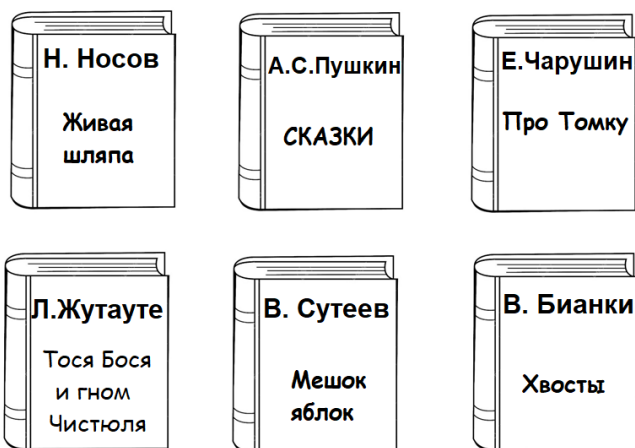 Н. Носов
Живая
шляпа
А.С.Пушкин
СКАЗКИ
Е.Чарушин
Про Томку
Л.Жутауте
Тося Бося
и гном
Чистюля
В. Сутеев
Мешок
яблок
В. Бианки
Хвосты